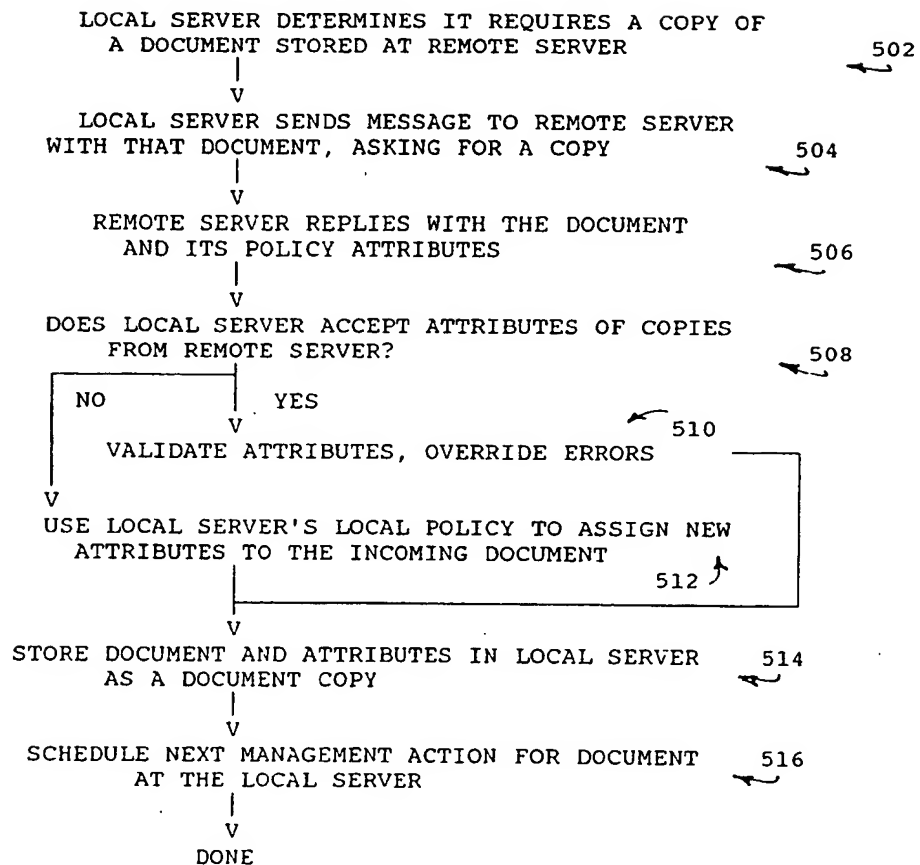 LOCAL SERVER DETERMINES IT REQUIRES A COPY OF
A DOCUMENT STORED AT REMOTE SERVER
502
V
LOCAL SERVER SENDS MESSAGE TO REMOTE SERVER
WITH THAT DOCUMENT, ASKING FOR A COPY
504
V
REMOTE SERVER REPLIES WITH THE DOCUMENT
AND ITS POLICY ATTRIBUTES
506
V
DOES LOCAL SERVER ACCEPT ATTRIBUTES OF COPIES
FROM REMOTE SERVER?
508
NO YES
V
510
VALIDATE ATTRIBUTES, OVERRIDE ERRORS
V
USE LOCAL SERVER'S LOCAL POLICY TO ASSIGN NEW
ATTRIBUTES TO THE INCOMING DOCUMENT
512
V
STORE DOCUMENT AND ATTRIBUTES IN LOCAL SERVER 514
AS A DOCUMENT COPY
V
SCHEDULE NEXT MANAGEMENT ACTION FOR DOCUMENT 516
AT THE LOCAL SERVER
V
DONE